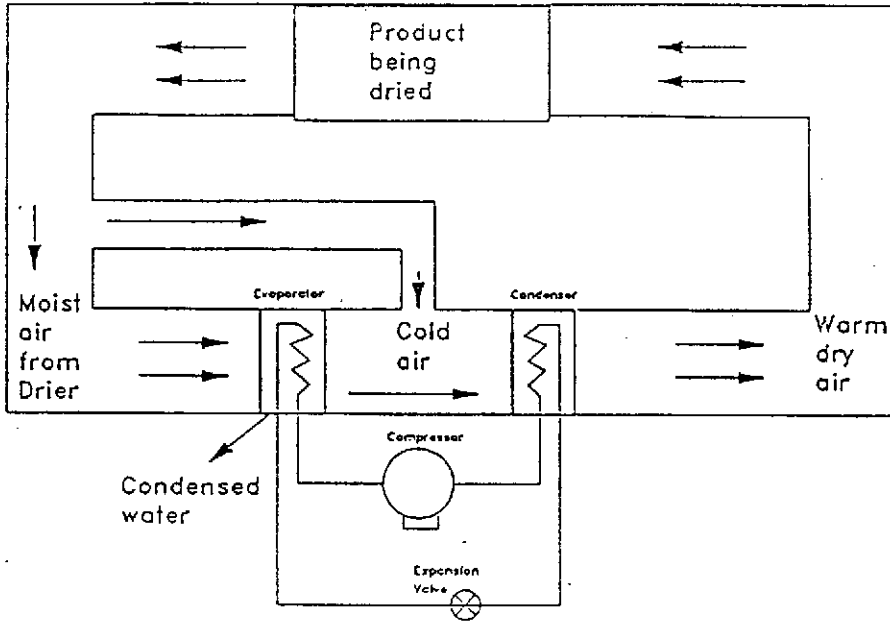 Product
being
dried
Evaporator
Condenser
Moist
air
from
Drier
Cold
air
Warm
dry
air
Compressor
Condensed
water
Expansion
Valve